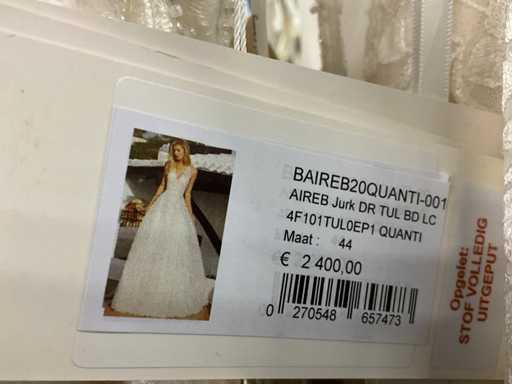 BAIREB20QUANTI-001
AIREB Jurk DR TUL BD LC
4F101TUL0EP1 QUANTI
Maat : 44
€ 2 400,00
0 270548 657473
Opgelet:
STOF VOLLEDIG
UITGEPUT